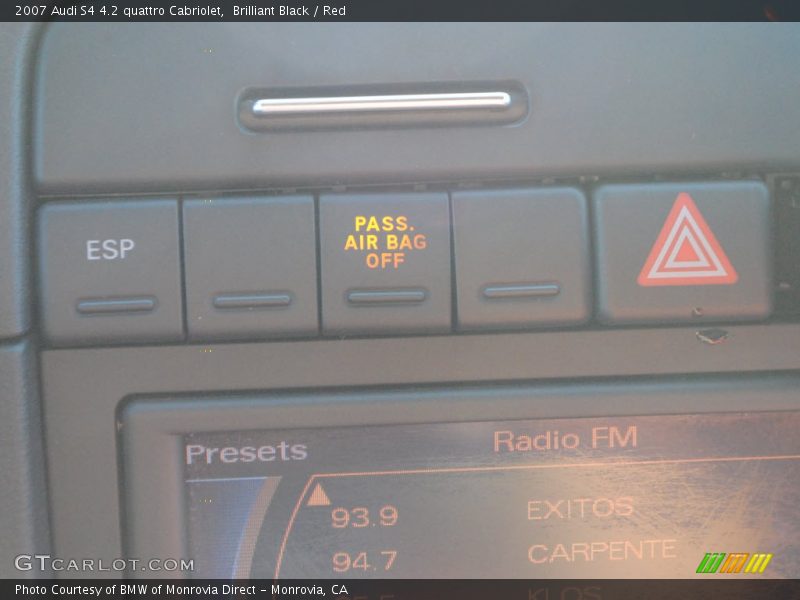 2007 Audi S4 4.2 quattro Cabriolet, Brilliant Black / Red
ESP
PASS.
AIR BAG
OFF
Presets
Radio FM
93.9
EXITOS
94.7
CARPENTE
KLOS
GTCARLOT.COM
Photo Courtesy of BMW of Monrovia Direct - Monrovia, CA